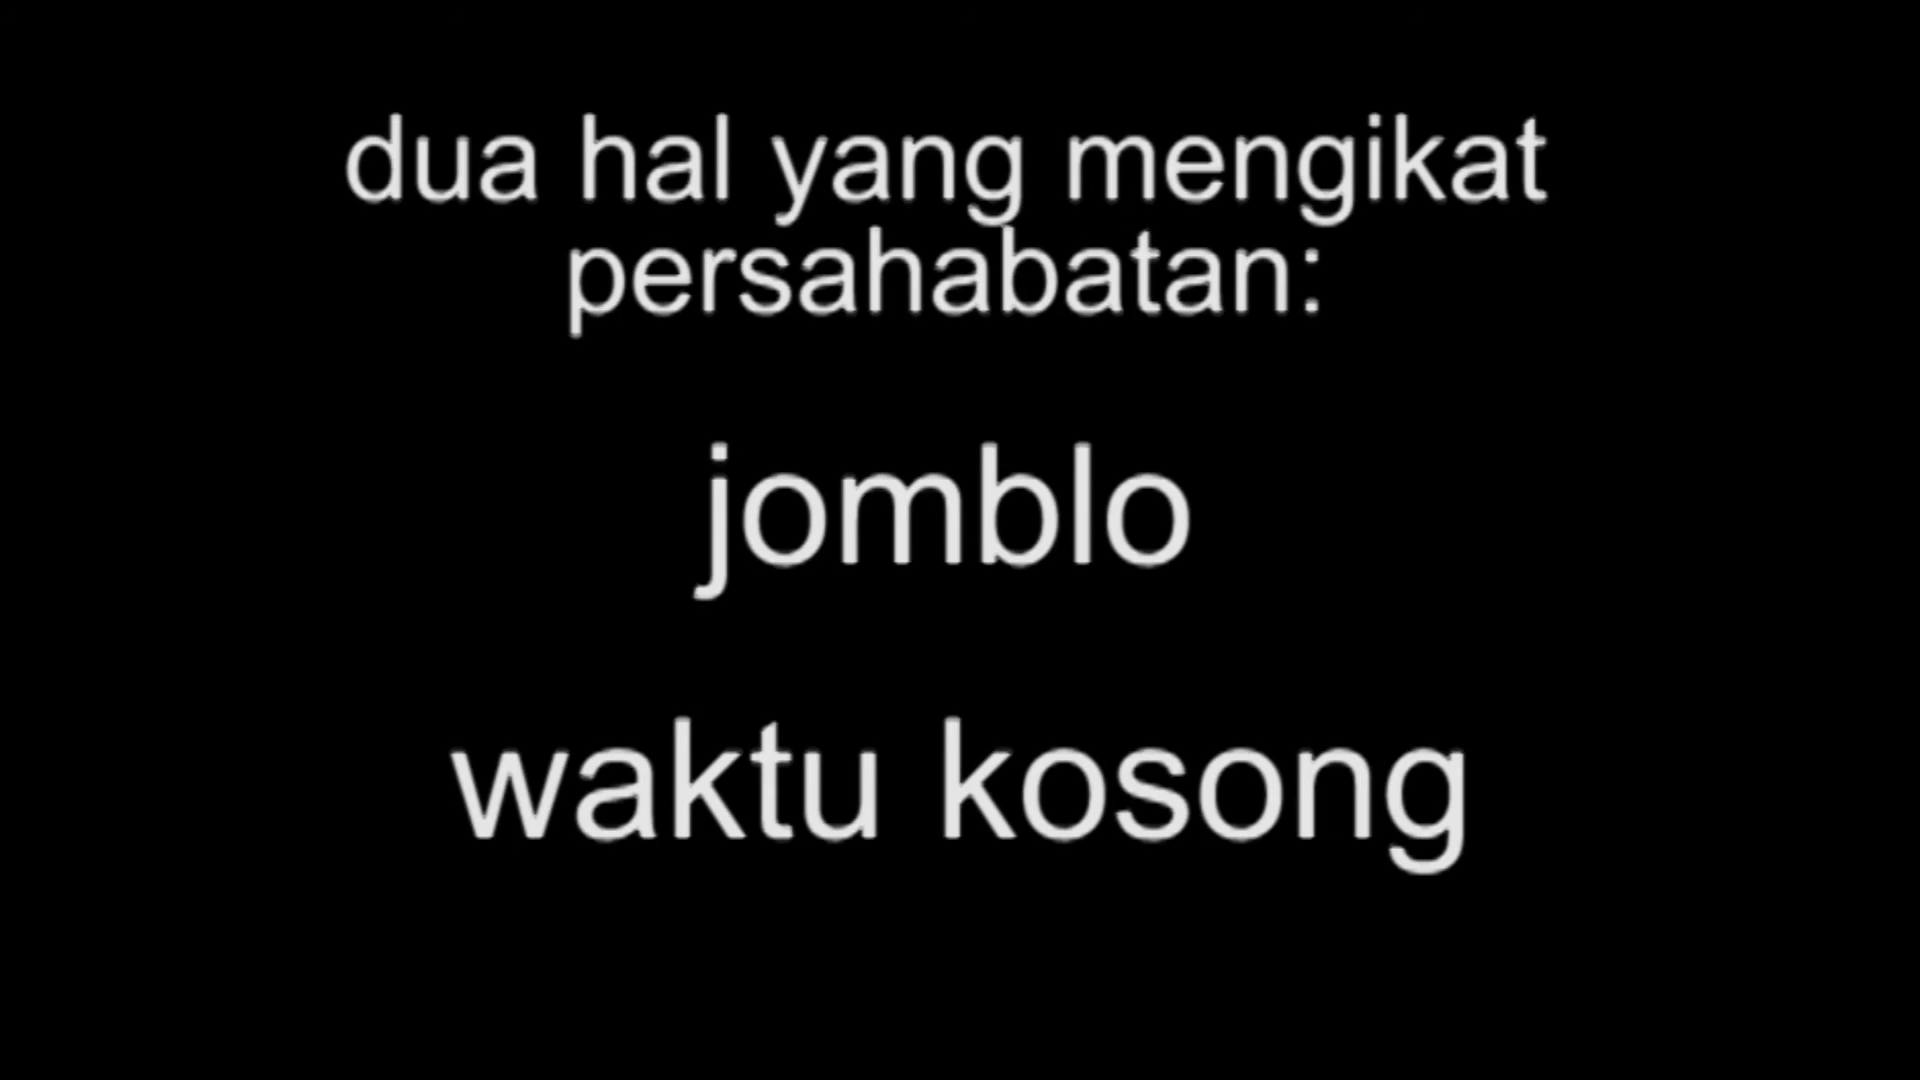 dua hal yang mengikat
persahabatan:
jomblo
waktu kosong